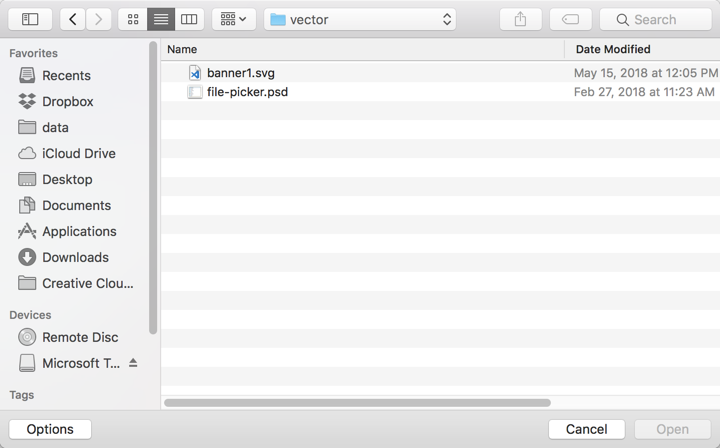 vector
Search
Favorites
Recents
Dropbox
data
iCloud Drive
Desktop
Documents
Applications
Downloads
Creative Clou...
Devices
Remote Disc
Microsoft T...
Tags
Name Date Modified
banner1.svg May 15, 2018 at 12:05 PM
file-picker.psd Feb 27, 2018 at 11:23 AM
Options Cancel Open